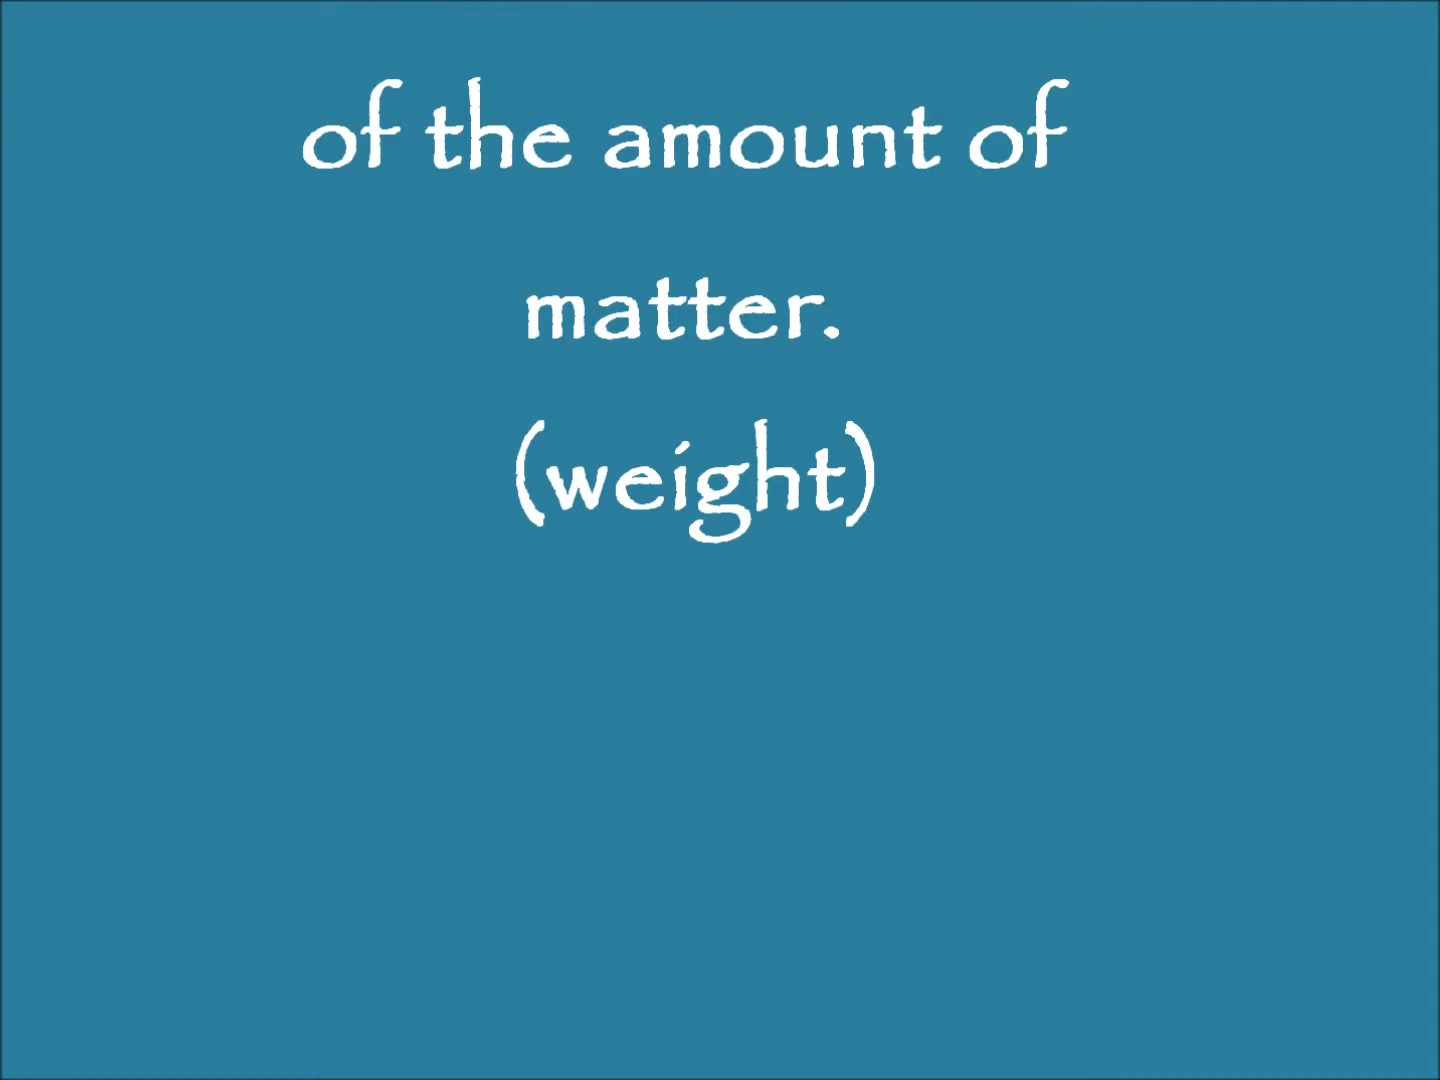 of the amount of
matter.
(weight)